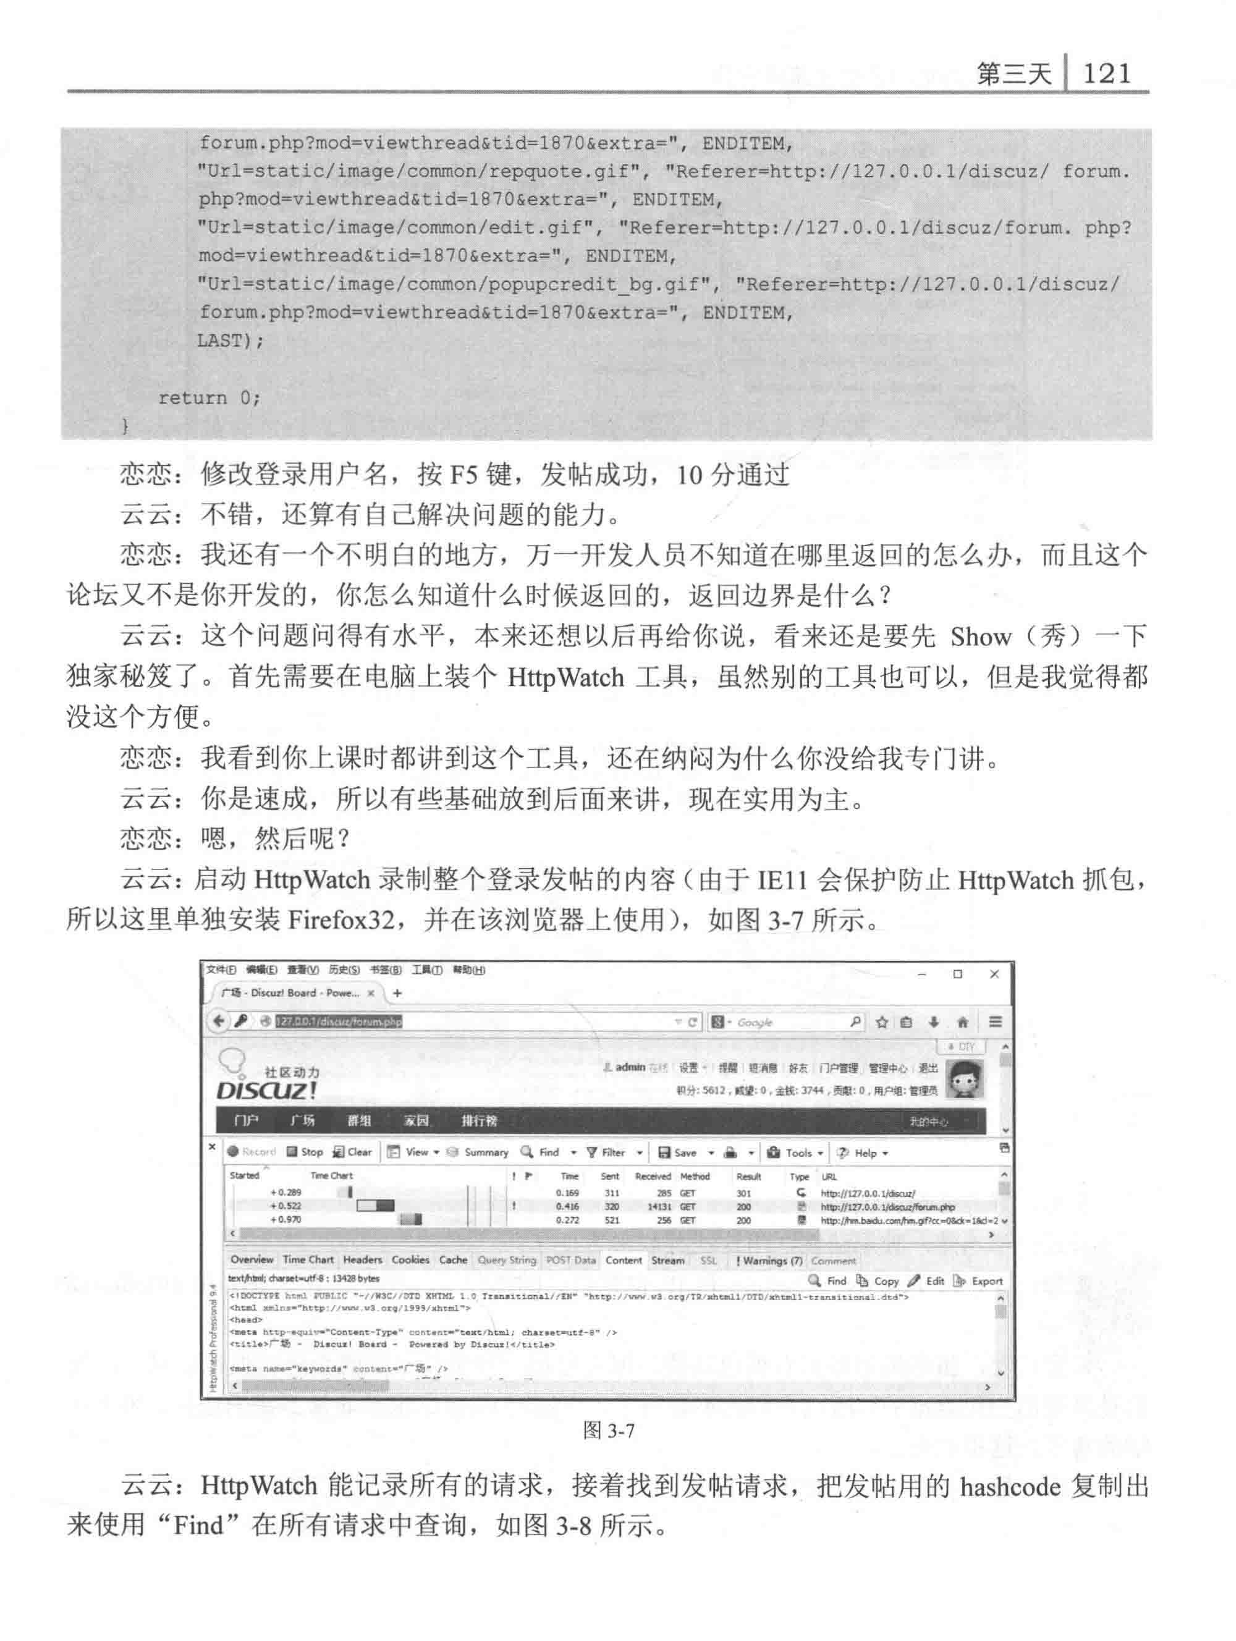 第三天 121
forum.php?mod=viewthread&tid=1870&extra=", ENDITEM,
"Url=static/image/common/repquote.gif", "Referer=http://127.0.0.1/discuz/ forum.
php?mod=viewthread&tid=1870&extra=", ENDITEM,
"Url=static/image/common/edit.gif", "Referer=http://127.0.0.1/discuz/forum. php?
mod=viewthread&tid=1870&extra=", ENDITEM,
"Url=static/image/common/popupcredit_bg.gif", "Referer=http://127.0.0.1/discuz/
forum.php?mod=viewthread&tid=1870&extra=", ENDITEM,
LAST);
return 0;
}
恋恋：修改登录用户名，按 F5 键，发帖成功，10 分通过
云云：不错，还算有自己解决问题的能力。
恋恋：我还有一个不明白的地方，万一开发人员不知道在哪里返回的怎么办，而且这个
论坛又不是你开发的，你怎么知道什么时候返回的，返回边界是什么？
云云：这个问题问得有水平，本来还想以后再给你说，看来还是要先 Show（秀）一下
独家秘笈了。首先需要在电脑上装个 HttpWatch 工具，虽然别的工具也可以，但是我觉得都
没这个方便。
恋恋：我看到你上课时都讲到这个工具，还在纳闷为什么你没给我专门讲。
云云：你是速成，所以有些基础放到后面来讲，现在实用为主。
恋恋：嗯，然后呢？
云云：启动 HttpWatch 录制整个登录发帖的内容（由于 IE11 会保护防止 HttpWatch 抓包，
所以这里单独安装 Firefox32，并在该浏览器上使用），如图 3-7 所示。
文件(F) 编辑(E) 查看(V) 历史(S) 书签(B) 工具(T) 帮助(H)
广场 - Discuz! Board - Powe... × +
127.0.0.1/discuz/forum.php Google
DIY
社区动力
DISCUZ!
admin 在线 设置 提醒 短消息 好友 门户管理 管理中心 退出
积分: 5612 , 威望: 0 , 金钱: 3744 , 贡献: 0 , 用户组: 管理员
门户 广场 群组 家园 排行榜 我的中心
Record Stop Clear View Summary Find Filter Save Tools Help
Started Time Chart ! Time Sent Received Method Result Type URL
+ 0.289 0.169 311 285 GET 301 http://127.0.0.1/discuz/
+ 0.522 ! 0.416 320 14131 GET 200 http://127.0.0.1/discuz/forum.php
+ 0.970 0.272 521 256 GET 200 http://hm.baidu.com/hm.gif?cc=0&ck=1&cl=2
Overview Time Chart Headers Cookies Cache Query String POST Data Content Stream SSL ! Warnings (7) Comment
text/html; charset=utf-8 : 13428 bytes Find Copy Edit Export
<!DOCTYPE html PUBLIC "-//W3C//DTD XHTML 1.0 Transitional//EN" "http://www.w3.org/TR/xhtml1/DTD/xhtml1-transitional.dtd">
<html xmlns="http://www.w3.org/1999/xhtml">
<head>
<meta http-equiv="Content-Type" content="text/html; charset=utf-8" />
<title>广场 - Discuz! Board - Powered by Discuz!</title>
<meta name="keywords" content="广场" />
HttpWatch Professional 9.4
图 3-7
云云：HttpWatch 能记录所有的请求，接着找到发帖请求，把发帖用的 hashcode 复制出
来使用“Find”在所有请求中查询，如图 3-8 所示。